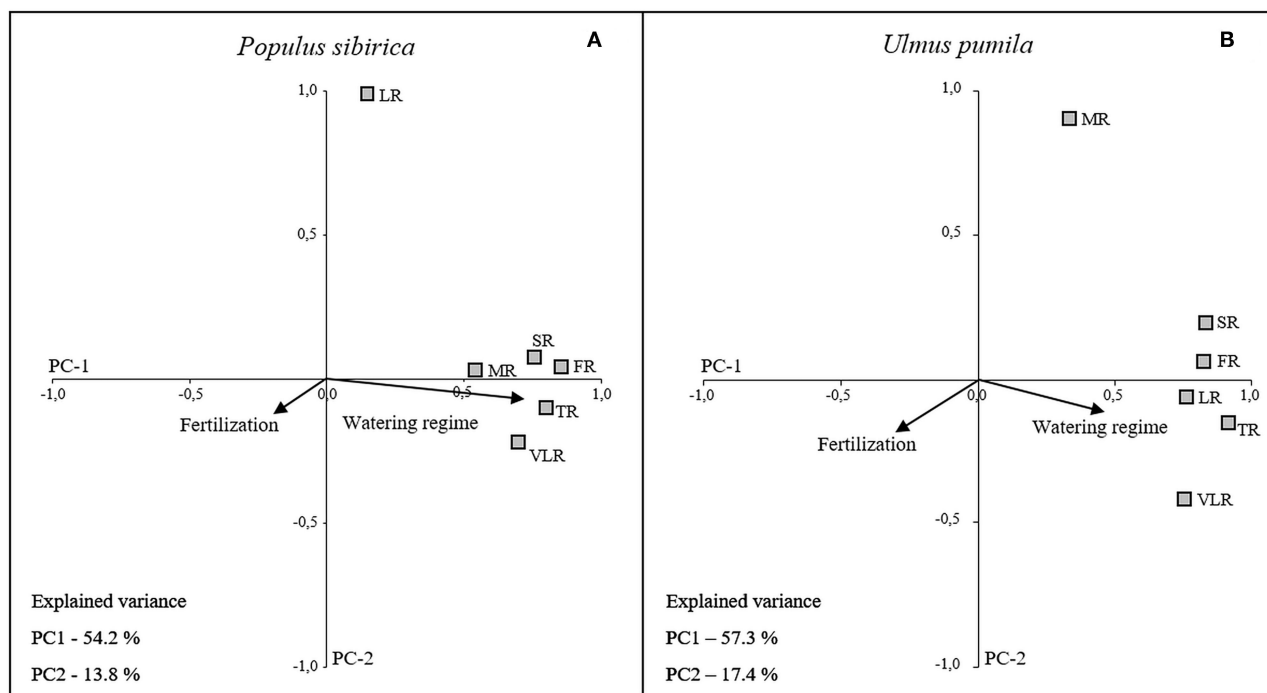 Populus sibirica
A
1,0
LR
0,5
SR
MR
FR
PC-1
-1,0
-0,5
0,0
0,5
1,0
Fertilization
Watering regime
TR
VLR
-0,5
Explained variance
PC1 - 54.2 %
PC2 - 13.8 %
-1,0
PC-2
Ulmus pumila
B
1,0
MR
0,5
SR
FR
PC-1
-1,0
-0,5
0,0
0,5
1,0
LR
Fertilization
Watering regime
TR
VLR
-0,5
Explained variance
PC1 – 57.3 %
PC2 – 17.4 %
-1,0
PC-2